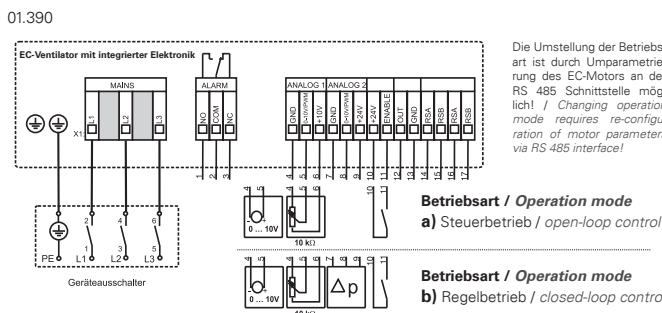 01.390
EC-Ventilator mit integrierter Elektronik
MAINS
ALARM
ANALOG 1 ANALOG 2
X1:
L1
L2
L3
NO
COM
NC
GND
0-10V/PWM
+10V
GND
0-10V/PWM
+24V
+24V
ENABLE
OUT
GND
RSA
RSB
RSA
RSB
1 2 3 4 5 6 7 8 9 10 11 12 13 14 15 16 17
2 4 6
1 3 5
PE L1 L2 L3
Geräteausschalter
4 5 4 5 6 10 11
0 ... 10V
10 kΩ
4 5 4 5 6 7 8 9 10 11
0 ... 10V
Δp
10 kΩ
Die Umstellung der Betriebs
art ist durch Umparametrie
rung des EC-Motors an de
RS 485 Schnittstelle mög
lich! / Changing operation
mode requires re-configu
ration of motor parameters
via RS 485 interface!
Betriebsart / Operation mode
a) Steuerbetrieb / open-loop control
Betriebsart / Operation mode
b) Regelbetrieb / closed-loop contro